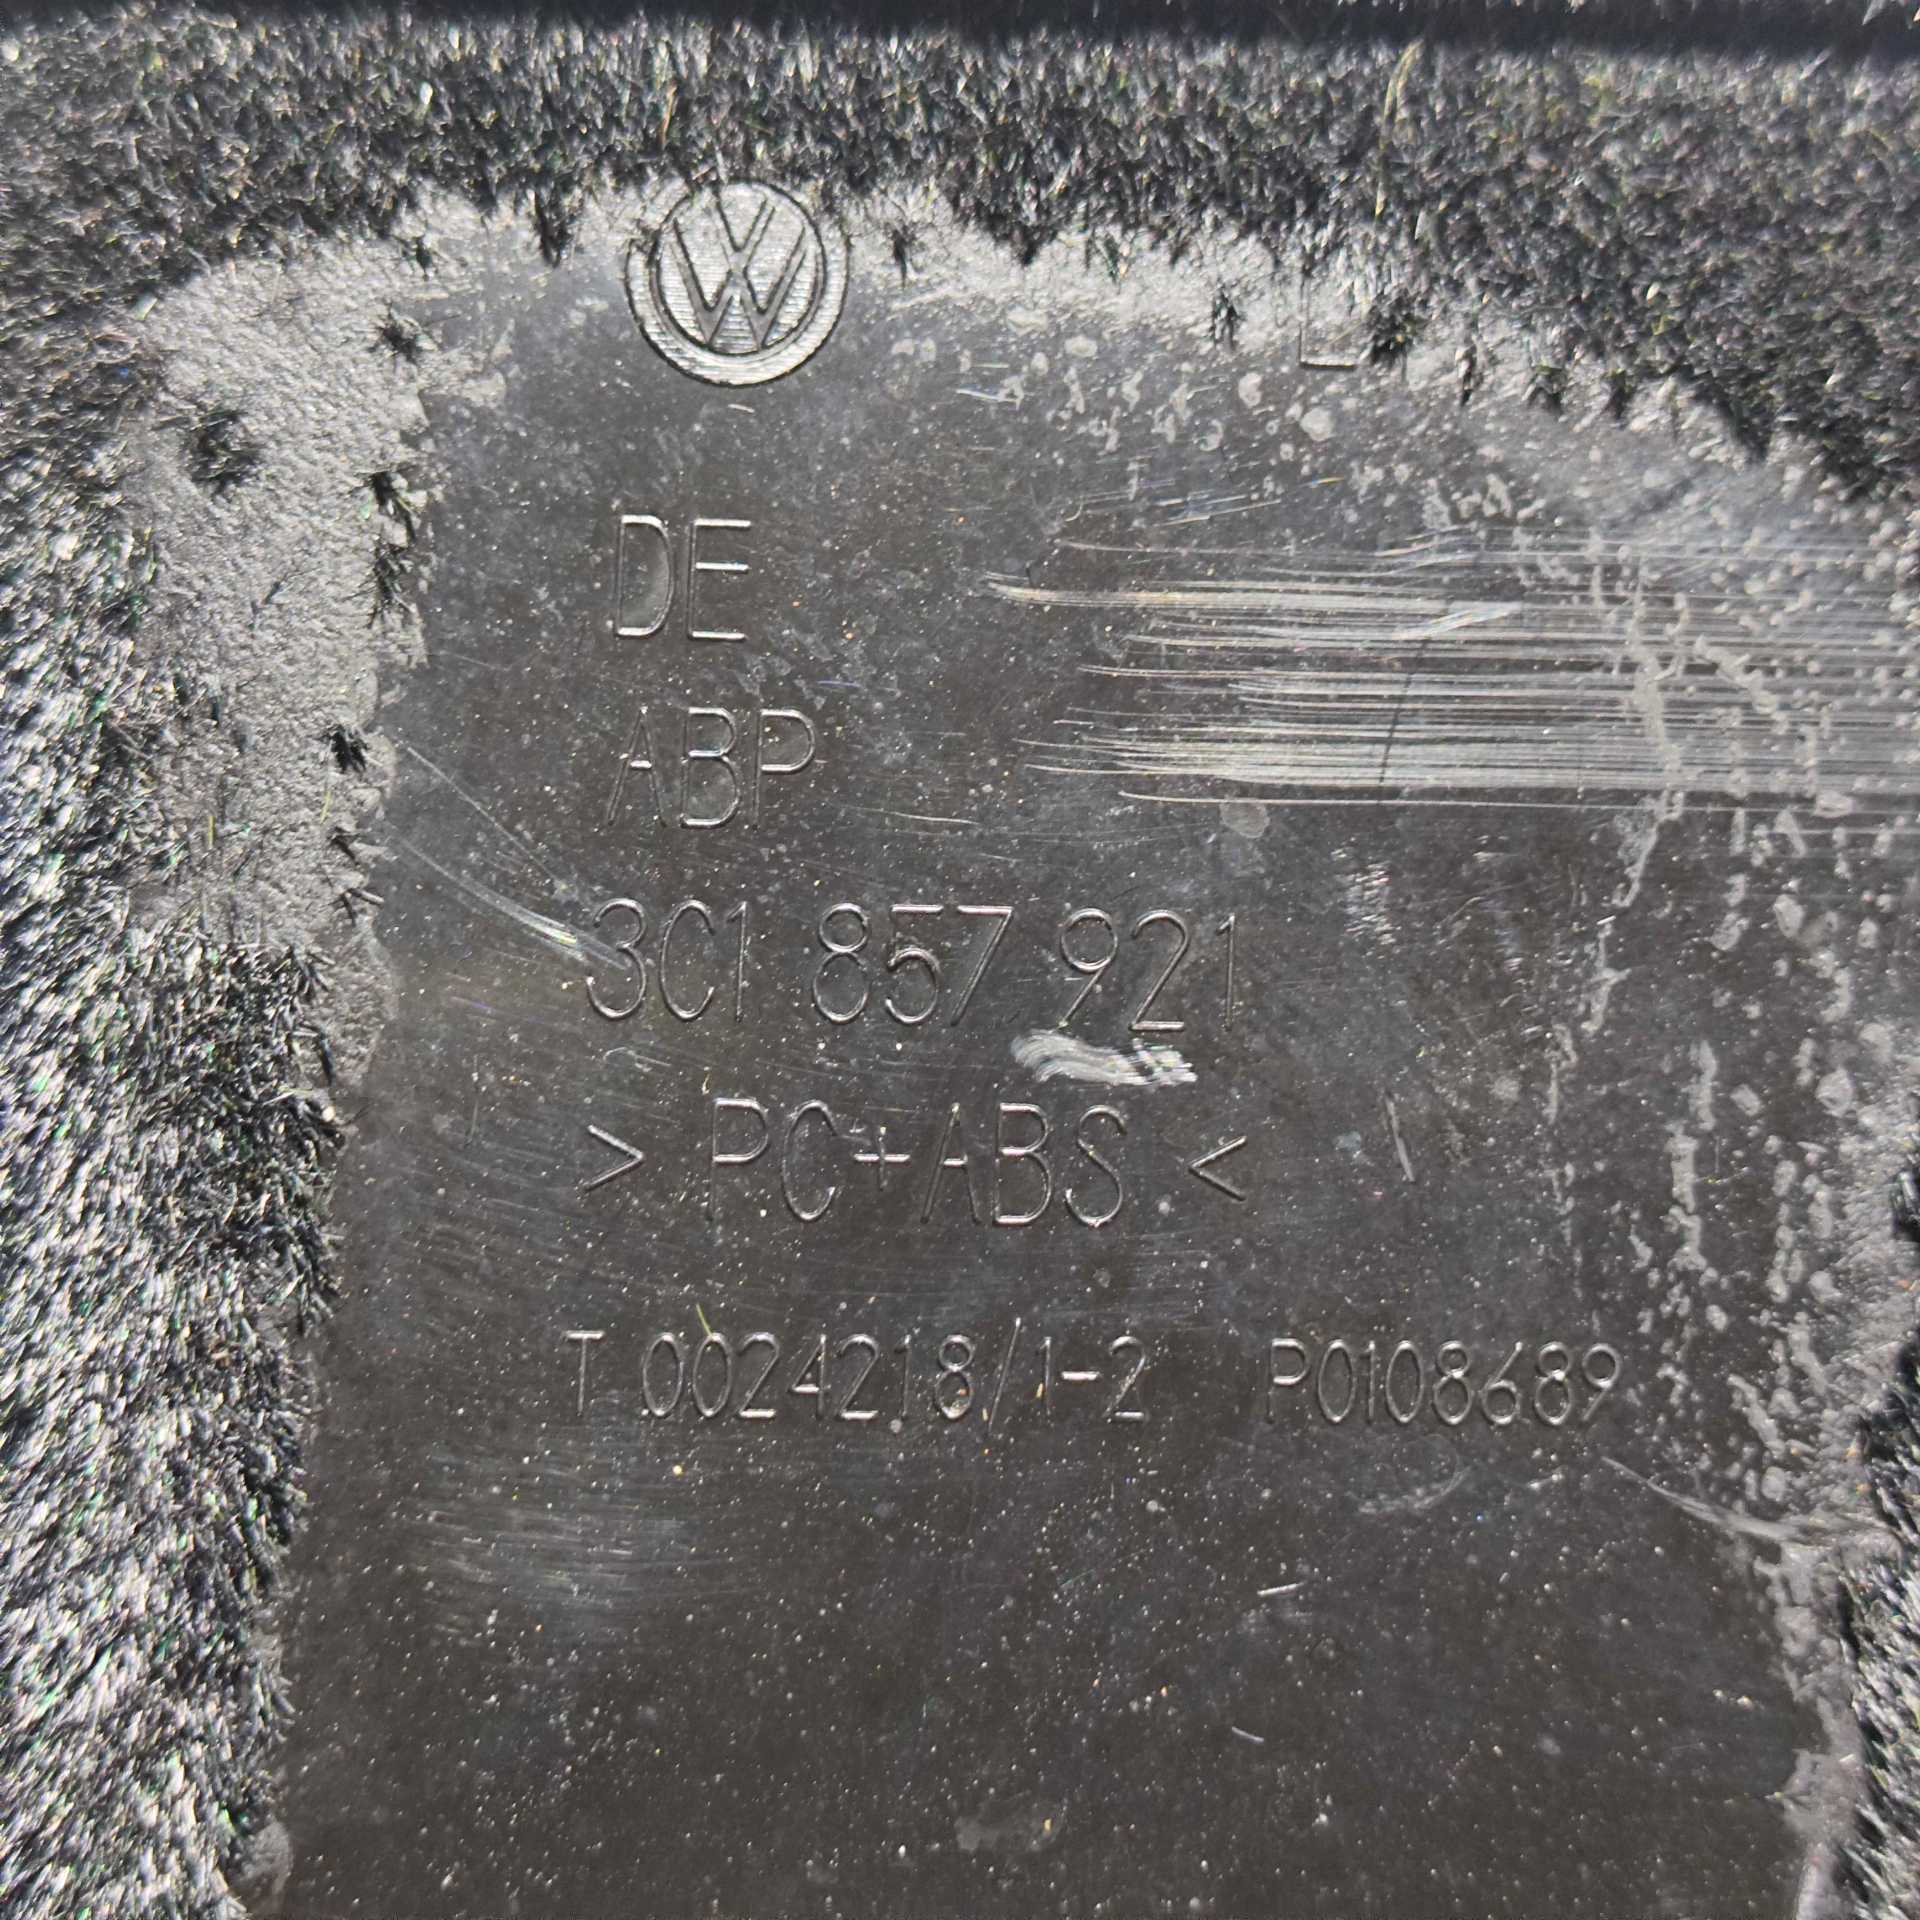 L
DE
ABP
3C1 857 921
> PC+ABS <
T 0024218/1-2 P0108689